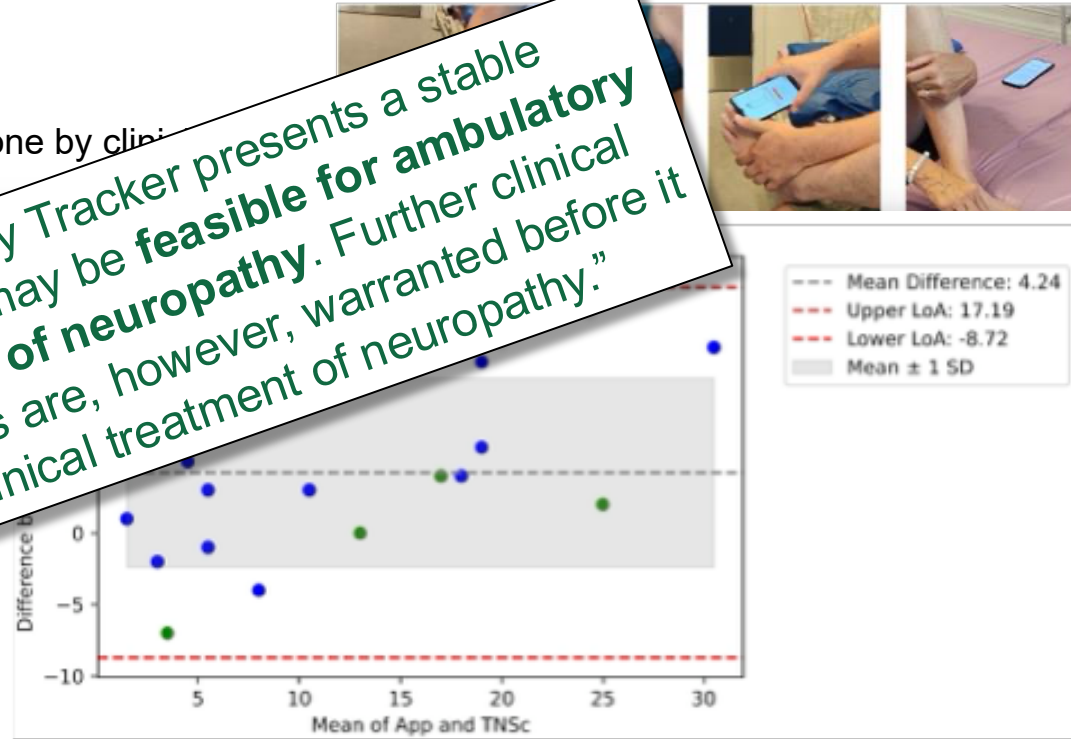 one by clini
y Tracker presents a stable
may be feasible for ambulatory
of neuropathy. Further clinical
s are, however, warranted before it
nical treatment of neuropathy.”
Mean Difference: 4.24
Upper LoA: 17.19
Lower LoA: -8.72
Mean ± 1 SD
Difference b
0
−5
−10
5 10 15 20 25 30
Mean of App and TNSc